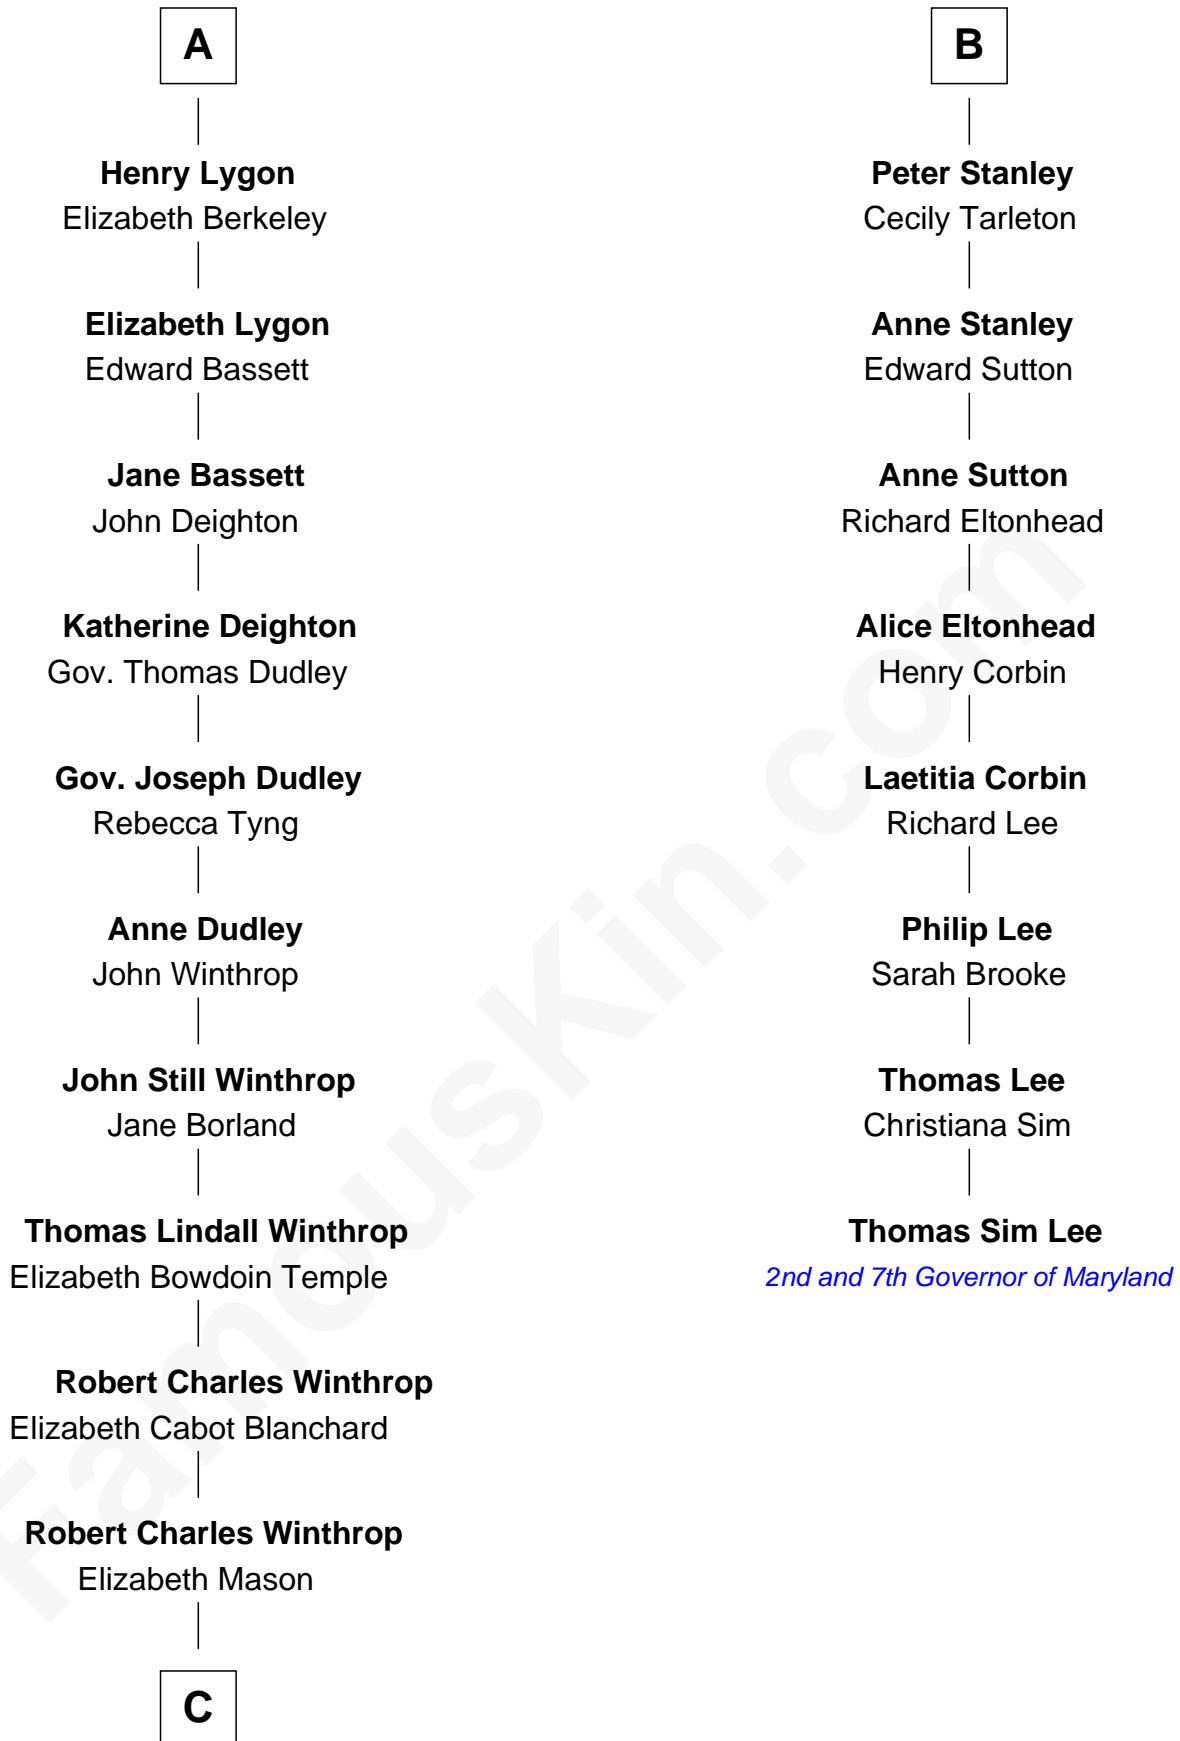 A
Henry Lygon
Elizabeth Berkeley
Elizabeth Lygon
Edward Bassett
Jane Bassett
John Deighton
Katherine Deighton
Gov. Thomas Dudley
Gov. Joseph Dudley
Rebecca Tyng
Anne Dudley
John Winthrop
John Still Winthrop
Jane Borland
Thomas Lindall Winthrop
Elizabeth Bowdoin Temple
Robert Charles Winthrop
Elizabeth Cabot Blanchard
Robert Charles Winthrop
Elizabeth Mason
C
B
Peter Stanley
Cecily Tarleton
Anne Stanley
Edward Sutton
Anne Sutton
Richard Eltonhead
Alice Eltonhead
Henry Corbin
Laetitia Corbin
Richard Lee
Philip Lee
Sarah Brooke
Thomas Lee
Christiana Sim
Thomas Sim Lee
2nd and 7th Governor of Maryland
FamousKin.com